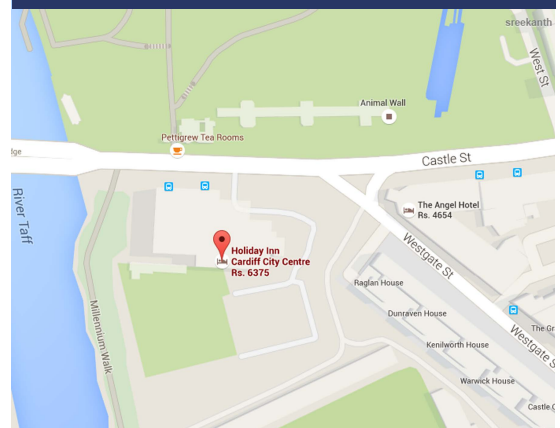 sreekanth
West St
Animal Wall
Pettigrew Tea Rooms
dge
Castle St
The Angel Hotel
Rs. 4654
River Taff
Holiday Inn
Cardiff City Centre
Rs. 6375
Westgate St
Raglan House
Dunraven House
Millennium Walk
The Gr
Westgate S
Kenilworth House
Warwick House
Castle C